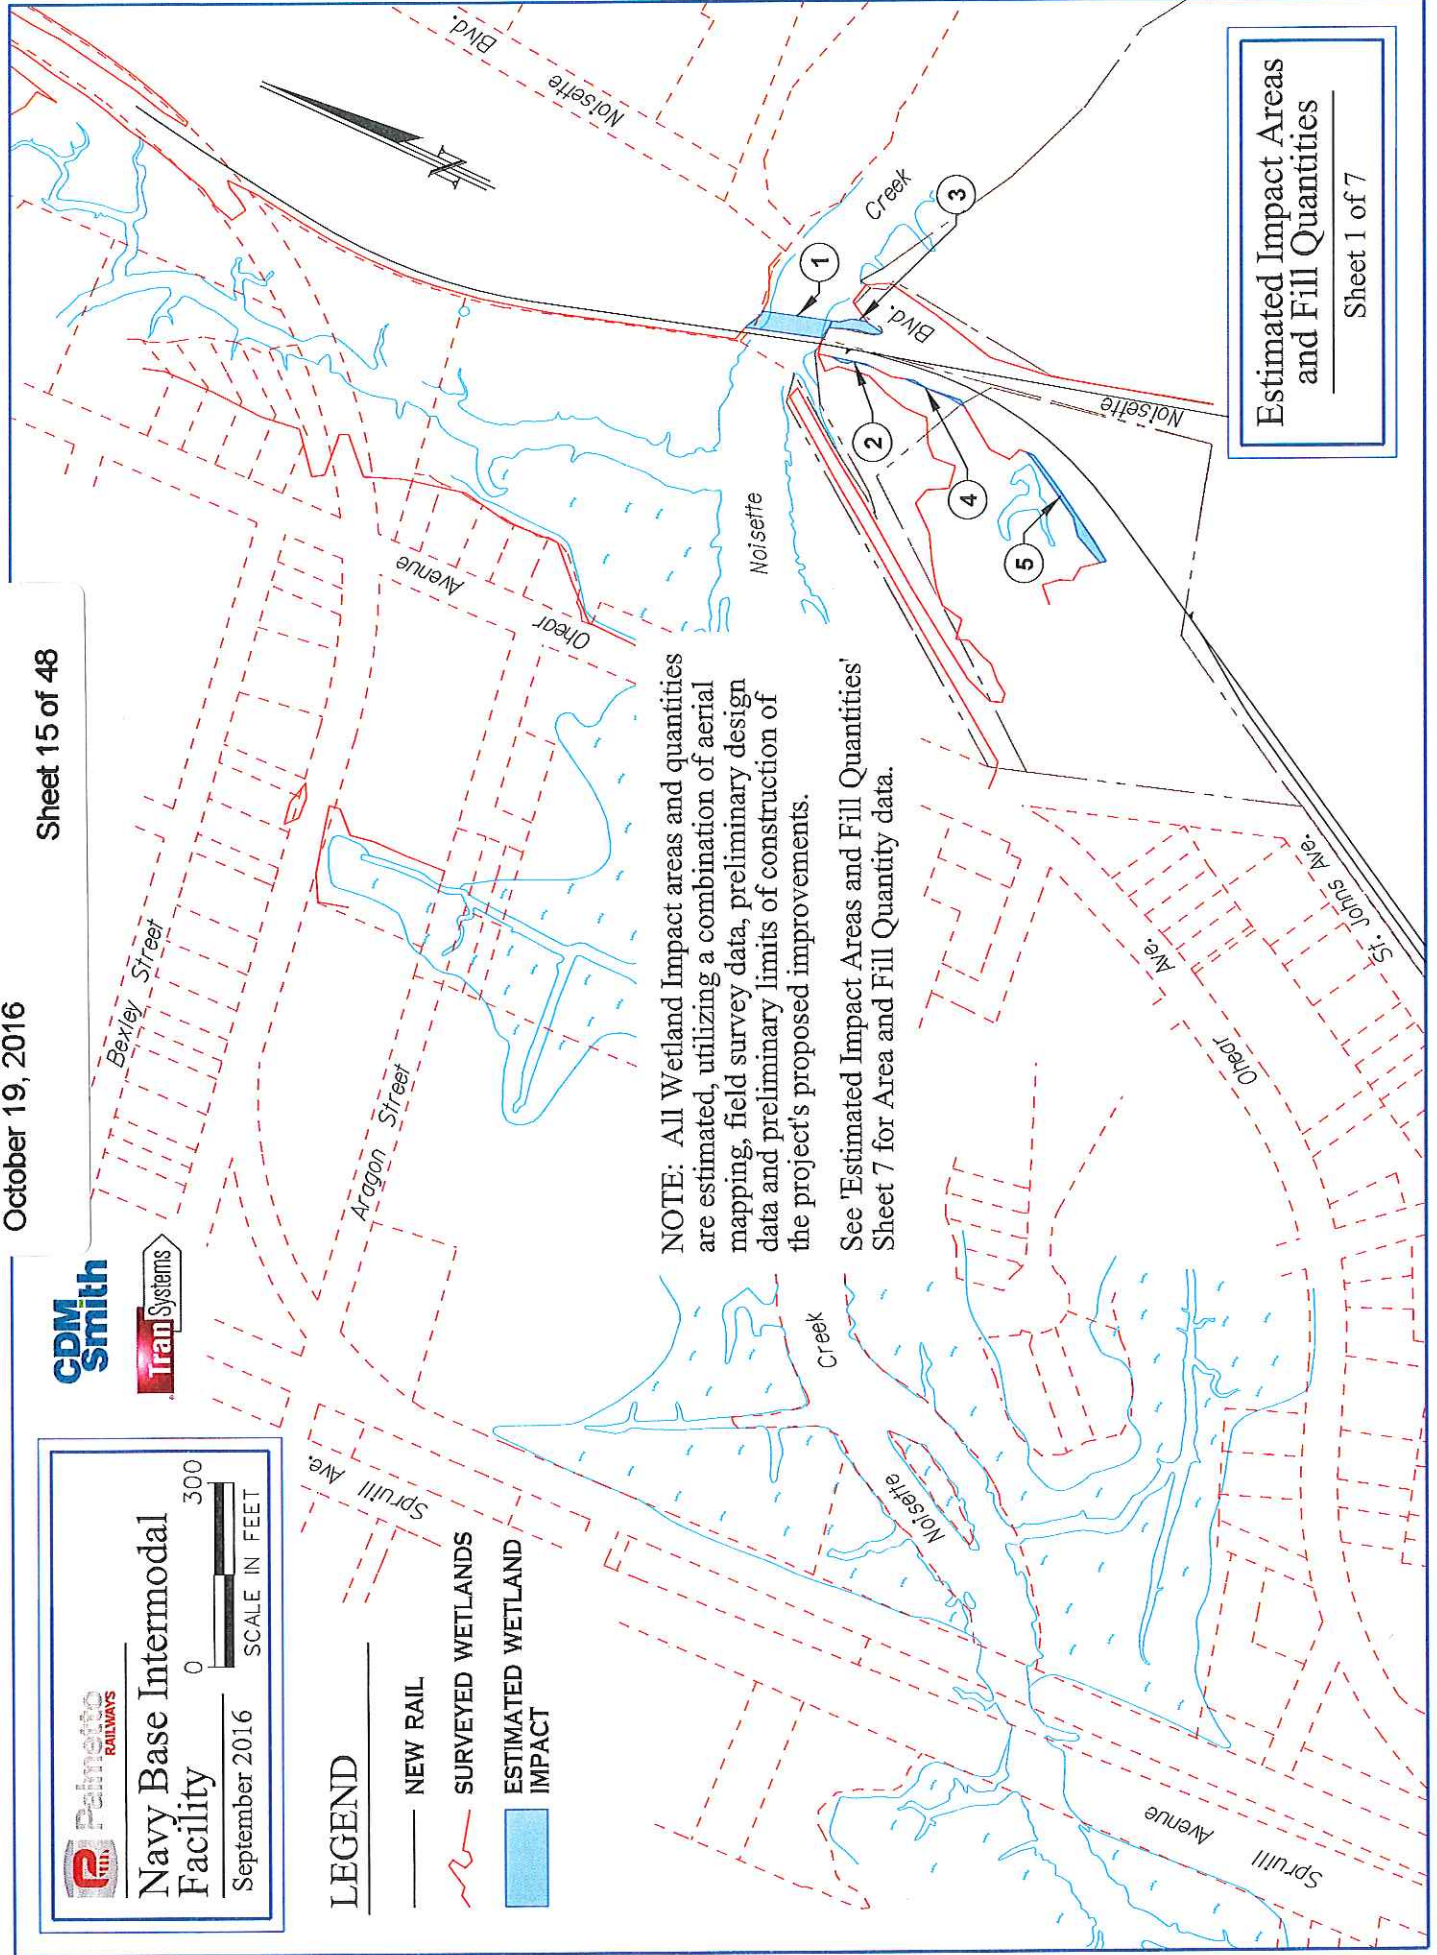 October 19, 2016
Sheet 15 of 48
Palmetto
RAILWAYS
Navy Base Intermodal
Facility
September 2016
0
300
SCALE IN FEET
CDM
Smith
TranSystems
LEGEND
NEW RAIL
SURVEYED WETLANDS
ESTIMATED WETLAND
IMPACT
Bexley Street
Aragon Street
Spruill Ave.
Ohear Avenue
Noisette Blvd.
NOTE: All Wetland Impact areas and quantities
are estimated, utilizing a combination of aerial
mapping, field survey data, preliminary design
data and preliminary limits of construction of
the project's proposed improvements.
See 'Estimated Impact Areas and Fill Quantities'
Sheet 7 for Area and Fill Quantity data.
Noisette
Creek
Noisette
Creek
1
2
3
4
5
Noisette
Blvd.
Ohear
Ave.
St. Johns Ave.
Spruill
Avenue
Estimated Impact Areas
and Fill Quantities
Sheet 1 of 7
N